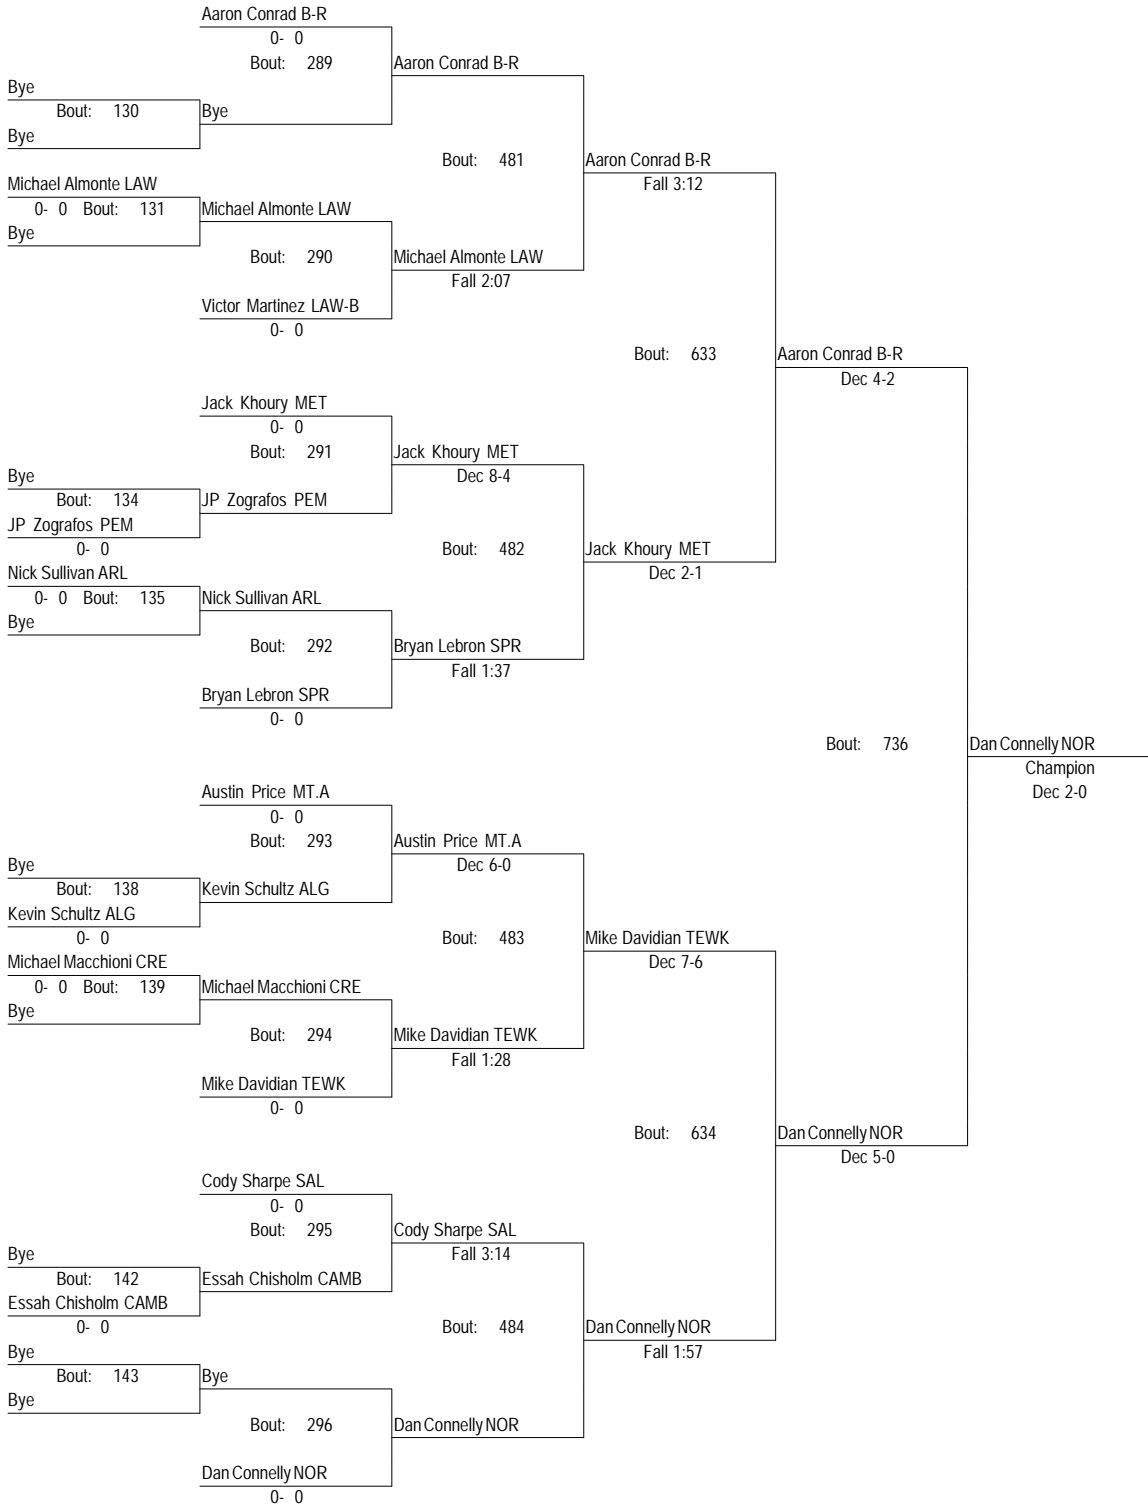 Aaron Conrad B-R
0- 0
Bout: 289
Aaron Conrad B-R
Bye
Bout: 130
Bye
Bye
Bout: 481
Aaron Conrad B-R
Fall 3:12
Michael Almonte LAW
0- 0 Bout: 131
Michael Almonte LAW
Bye
Bout: 290
Michael Almonte LAW
Fall 2:07
Victor Martinez LAW-B
0- 0
Bout: 633
Aaron Conrad B-R
Dec 4-2
Jack Khoury MET
0- 0
Bout: 291
Jack Khoury MET
Dec 8-4
Bye
Bout: 134
JP Zografos PEM
JP Zografos PEM
0- 0
Bout: 482
Jack Khoury MET
Dec 2-1
Nick Sullivan ARL
0- 0 Bout: 135
Nick Sullivan ARL
Bye
Bout: 292
Bryan Lebron SPR
Fall 1:37
Bryan Lebron SPR
0- 0
Bout: 736
Dan Connelly NOR
Champion
Dec 2-0
Austin Price MT.A
0- 0
Bout: 293
Austin Price MT.A
Dec 6-0
Bye
Bout: 138
Kevin Schultz ALG
Kevin Schultz ALG
0- 0
Bout: 483
Mike Davidian TEWK
Dec 7-6
Michael Macchioni CRE
0- 0 Bout: 139
Michael Macchioni CRE
Bye
Bout: 294
Mike Davidian TEWK
Fall 1:28
Mike Davidian TEWK
0- 0
Bout: 634
Dan Connelly NOR
Dec 5-0
Cody Sharpe SAL
0- 0
Bout: 295
Cody Sharpe SAL
Fall 3:14
Bye
Bout: 142
Essah Chisholm CAMB
Essah Chisholm CAMB
0- 0
Bout: 484
Dan Connelly NOR
Fall 1:57
Bye
Bout: 143
Bye
Bye
Bout: 296
Dan Connelly NOR
Dan Connelly NOR
0- 0